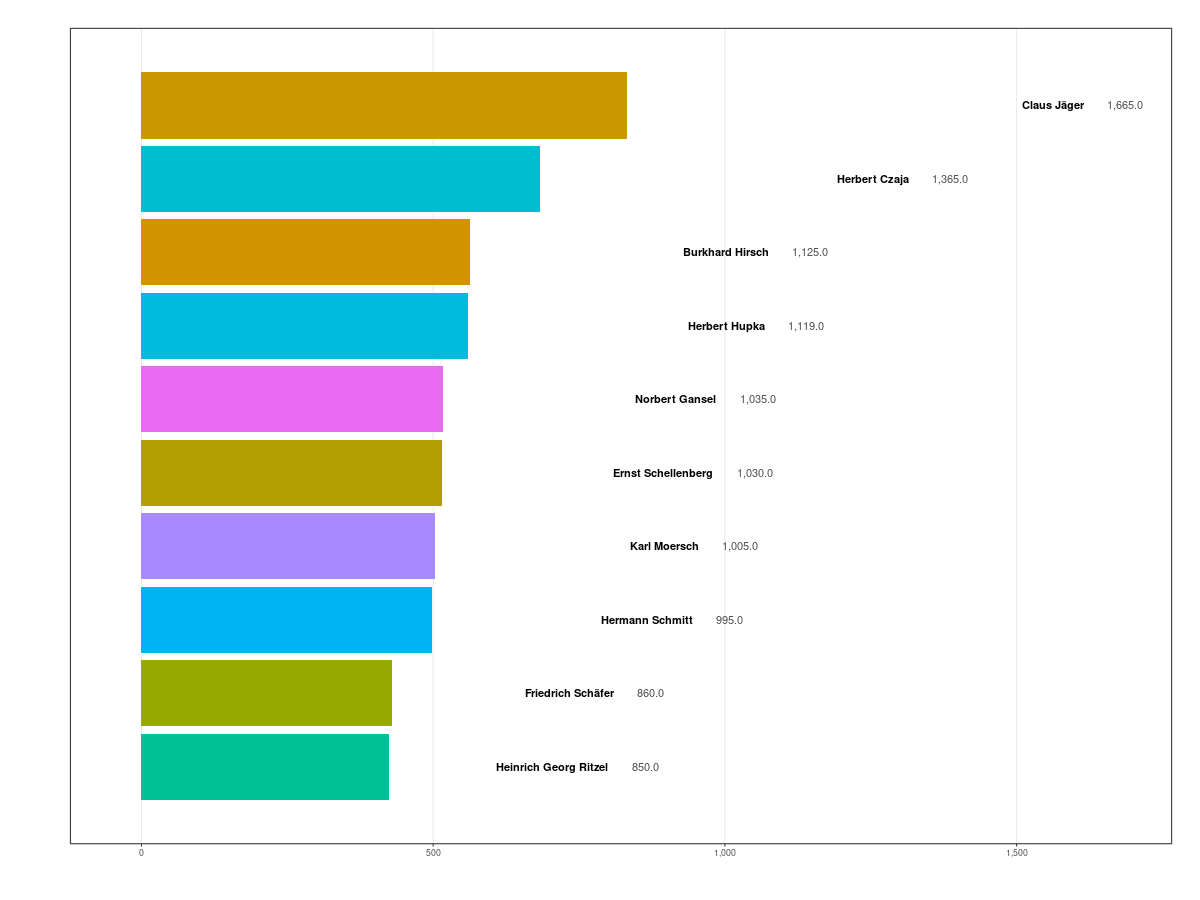 Claus Jäger 1,665.0
Herbert Czaja 1,365.0
Burkhard Hirsch 1,125.0
Herbert Hupka 1,119.0
Norbert Gansel 1,035.0
Ernst Schellenberg 1,030.0
Karl Moersch 1,005.0
Hermann Schmitt 995.0
Friedrich Schäfer 860.0
Heinrich Georg Ritzel 850.0
0 500 1,000 1,500